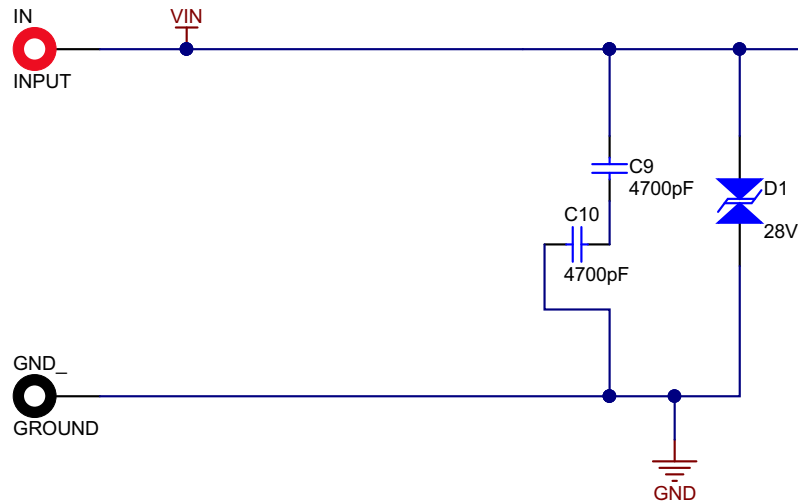 IN
VIN
INPUT
C9
4700pF
D1
C10
28V
4700pF
GND_
GROUND
GND